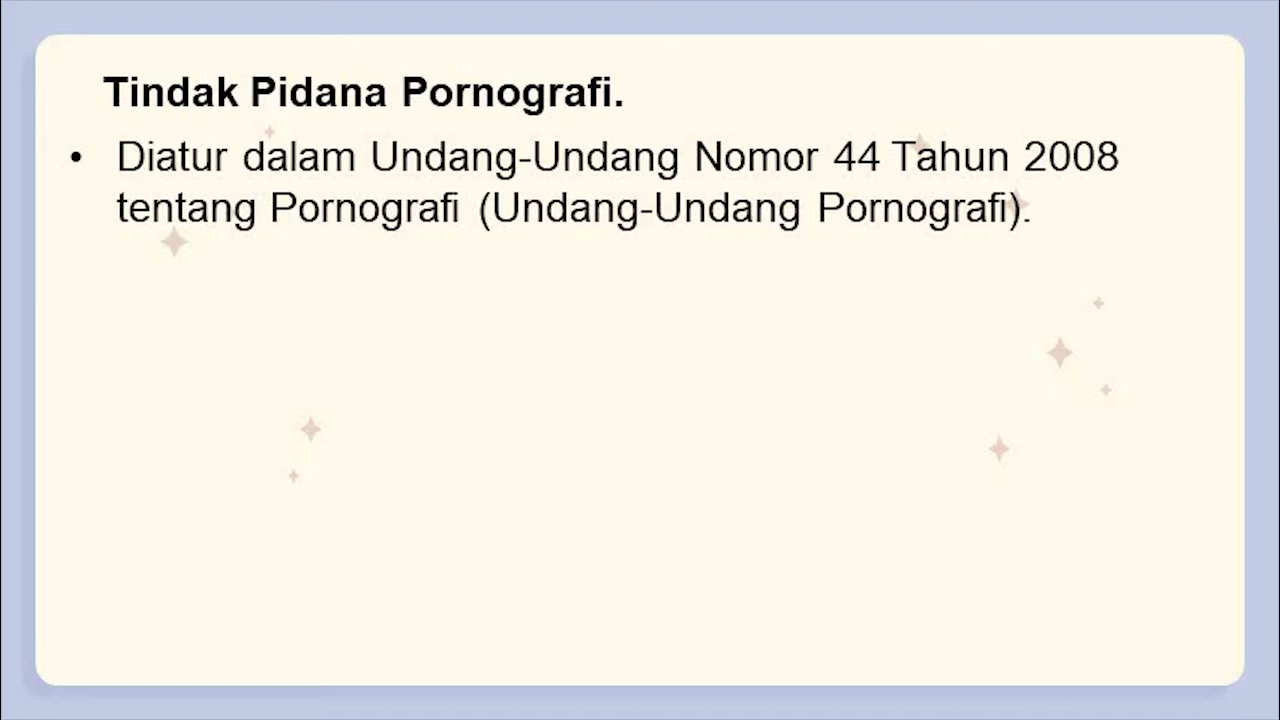 Tindak Pidana Pornografi.
• Diatur dalam Undang-Undang Nomor 44 Tahun 2008
tentang Pornografi (Undang-Undang Pornografi).